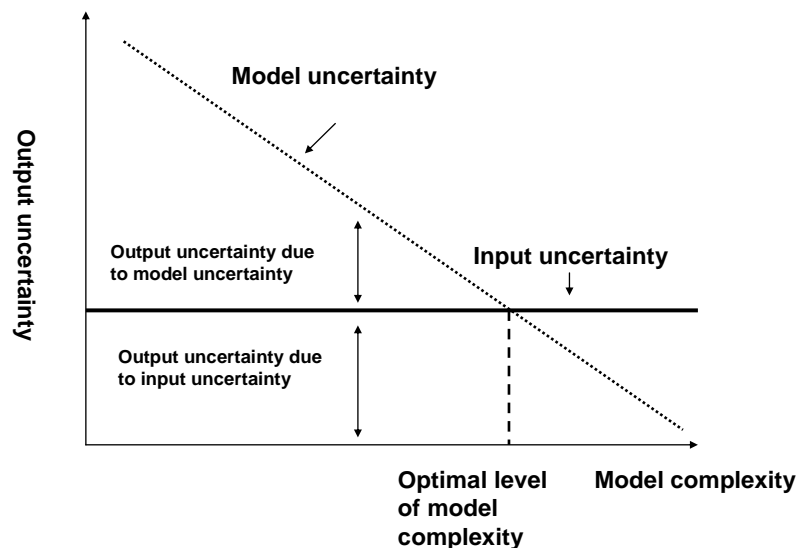 Model uncertainty
Output uncertainty
Output uncertainty due
to model uncertainty
Input uncertainty
Output uncertainty due
to input uncertainty
Optimal level
of model
complexity
Model complexity